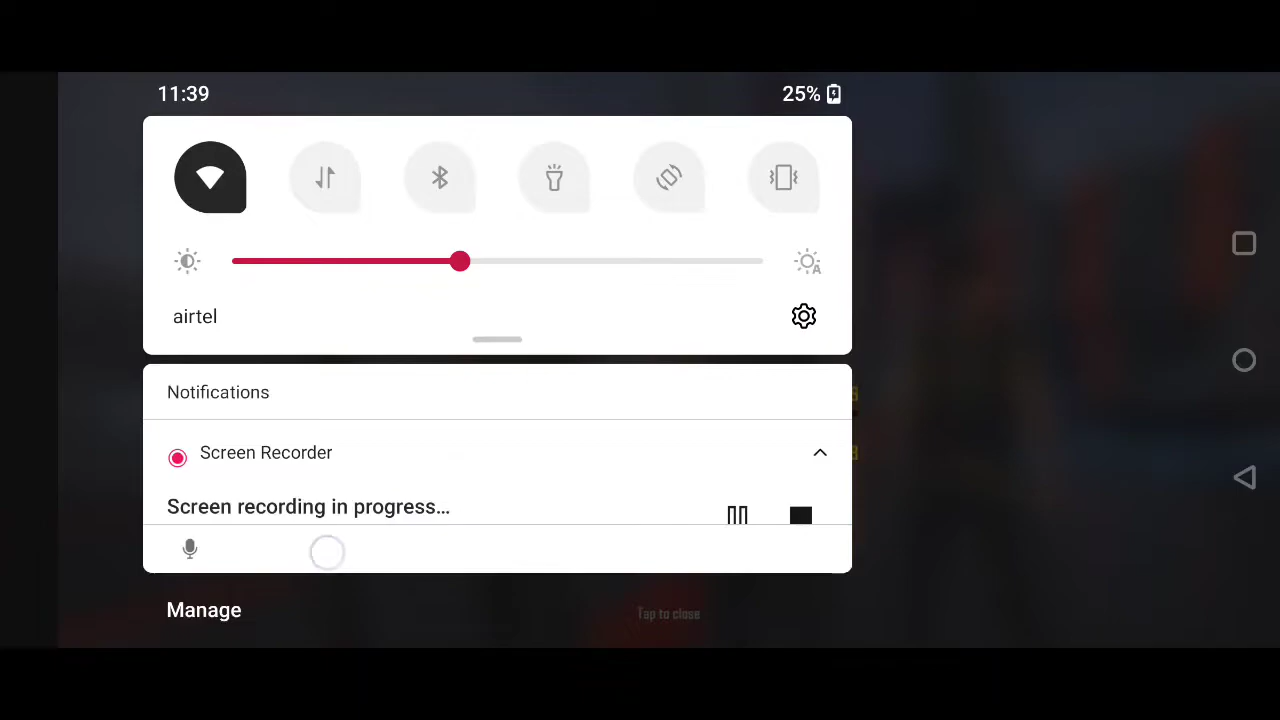 11:39
25%
airtel
Notifications
Screen Recorder
Screen recording in progress...
Manage
Tap to close